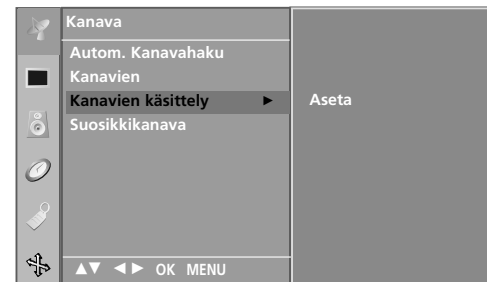 Kanava
Autom. Kanavahaku
Kanavien
Kanavien käsittely ► Aseta
Suosikkikanava
▲▼ ◄► OK MENU